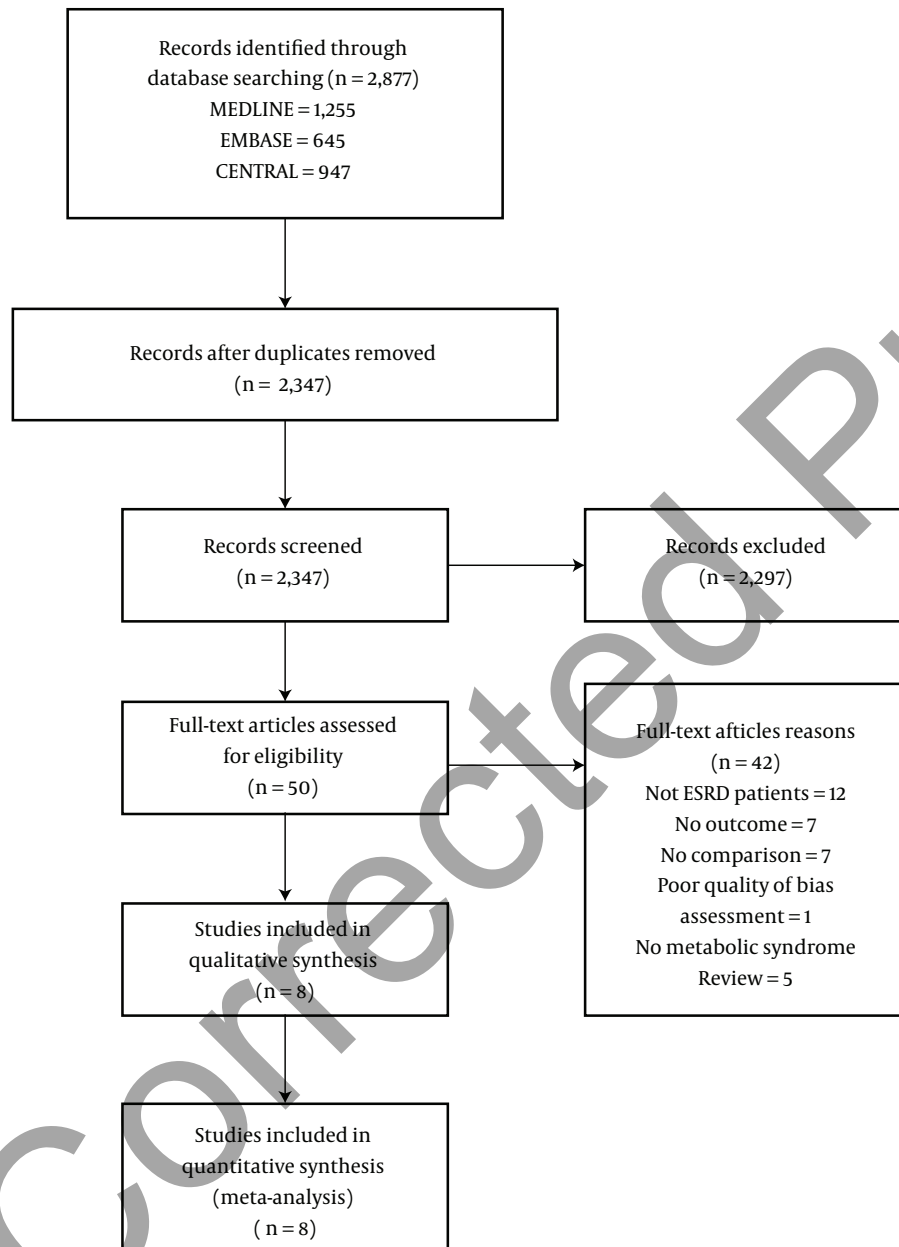 Records identified through
database searching (n = 2,877)
MEDLINE = 1,255
EMBASE = 645
CENTRAL = 947
Records after duplicates removed
(n = 2,347)
Records screened
(n = 2,347)
Records excluded
(n = 2,297)
Full-text articles assessed
for eligibility
(n = 50)
Full-text afticles reasons
(n = 42)
Not ESRD patients = 12
No outcome = 7
No comparison = 7
Poor quality of bias
assessment = 1
No metabolic syndrome
Review = 5
Studies included in
qualitative synthesis
(n = 8)
Studies included in
quantitative synthesis
(meta-analysis)
( n = 8)
Corrected P